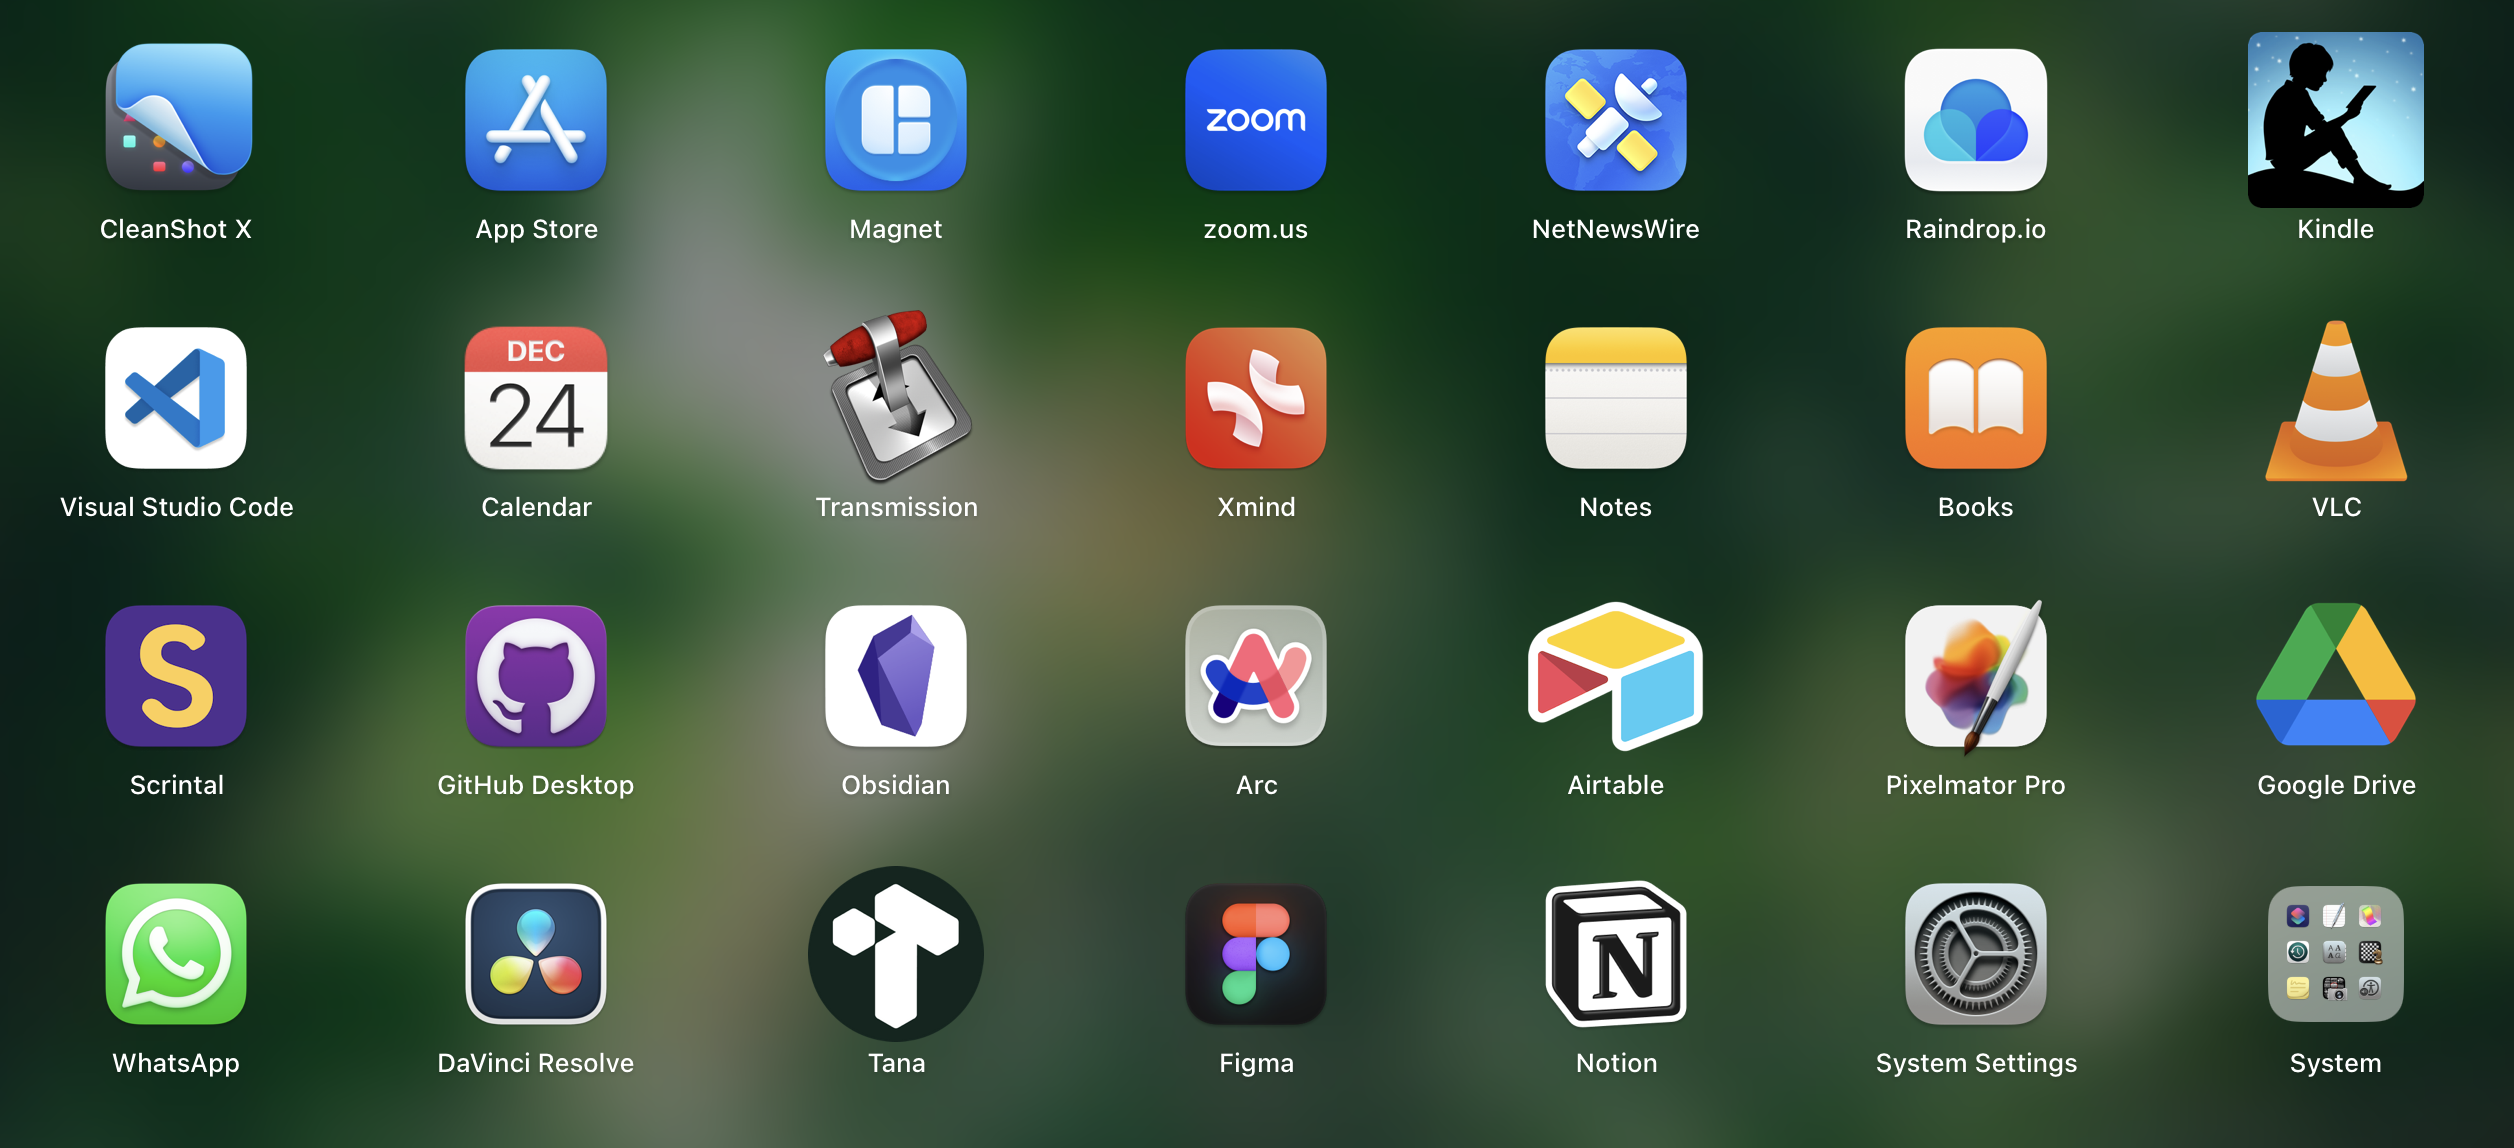 zoom
CleanShot X
App Store
Magnet
zoom.us
NetNewsWire
Raindrop.io
Kindle
DEC
24
Visual Studio Code
Calendar
Transmission
Xmind
Notes
Books
VLC
S
Scrintal
GitHub Desktop
Obsidian
Arc
Airtable
Pixelmator Pro
Google Drive
N
WhatsApp
DaVinci Resolve
Tana
Figma
Notion
System Settings
System